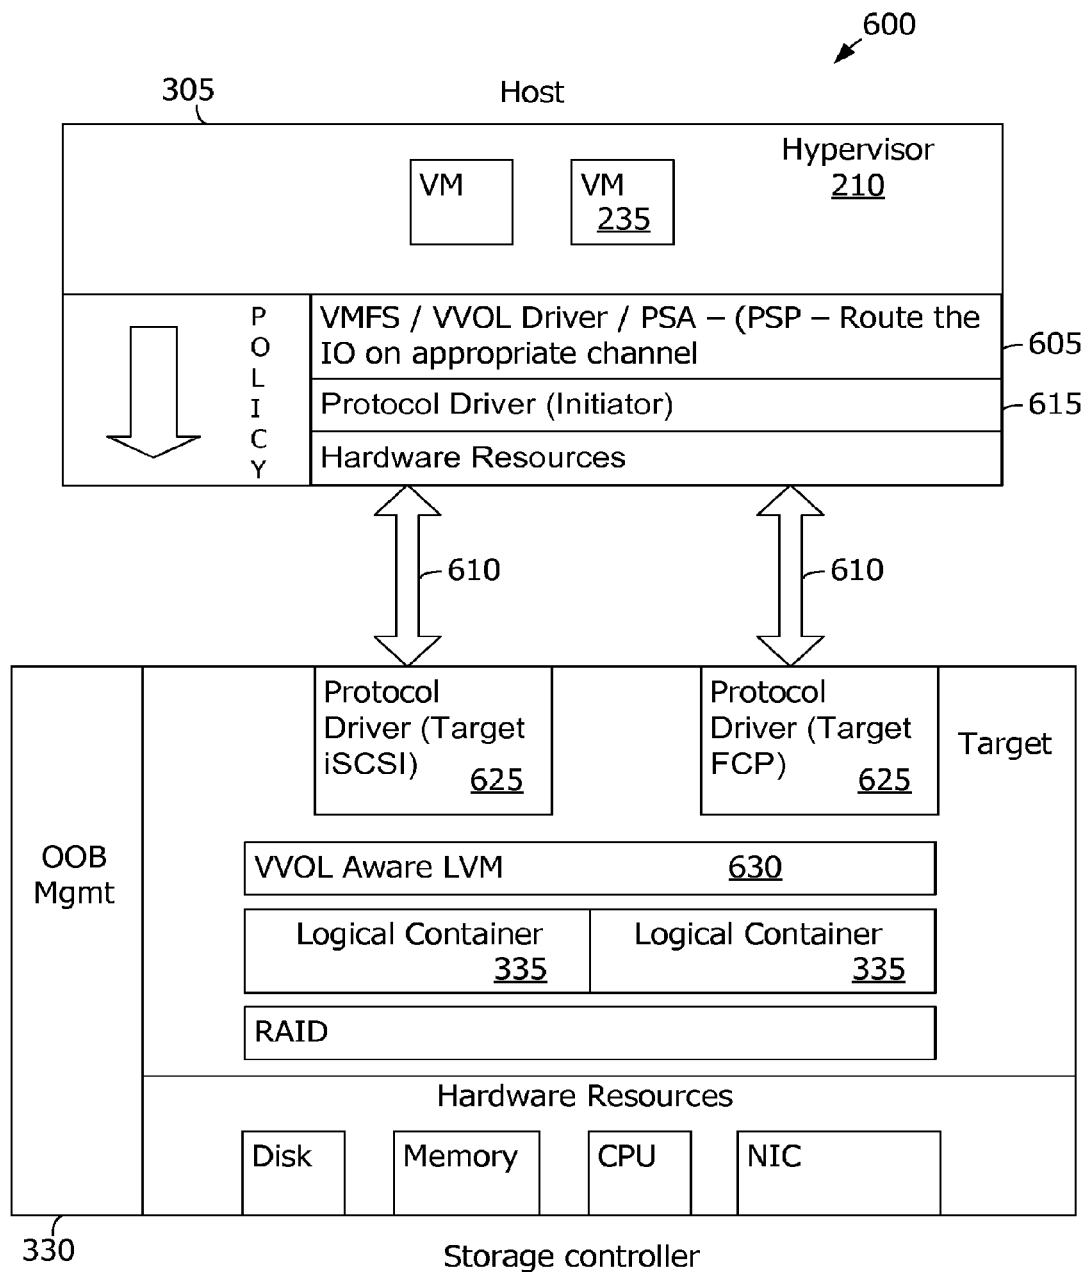 600
305
Host
Hypervisor
210
VM
VM
235
POLICY
VMFS / VVOL Driver / PSA – (PSP – Route the
IO on appropriate channel
605
Protocol Driver (Initiator)
615
Hardware Resources
610
610
Protocol
Driver (Target
iSCSI)
625
Protocol
Driver (Target
FCP)
625
Target
OOB
Mgmt
VVOL Aware LVM
630
Logical Container
335
Logical Container
335
RAID
Hardware Resources
Disk
Memory
CPU
NIC
330
Storage controller